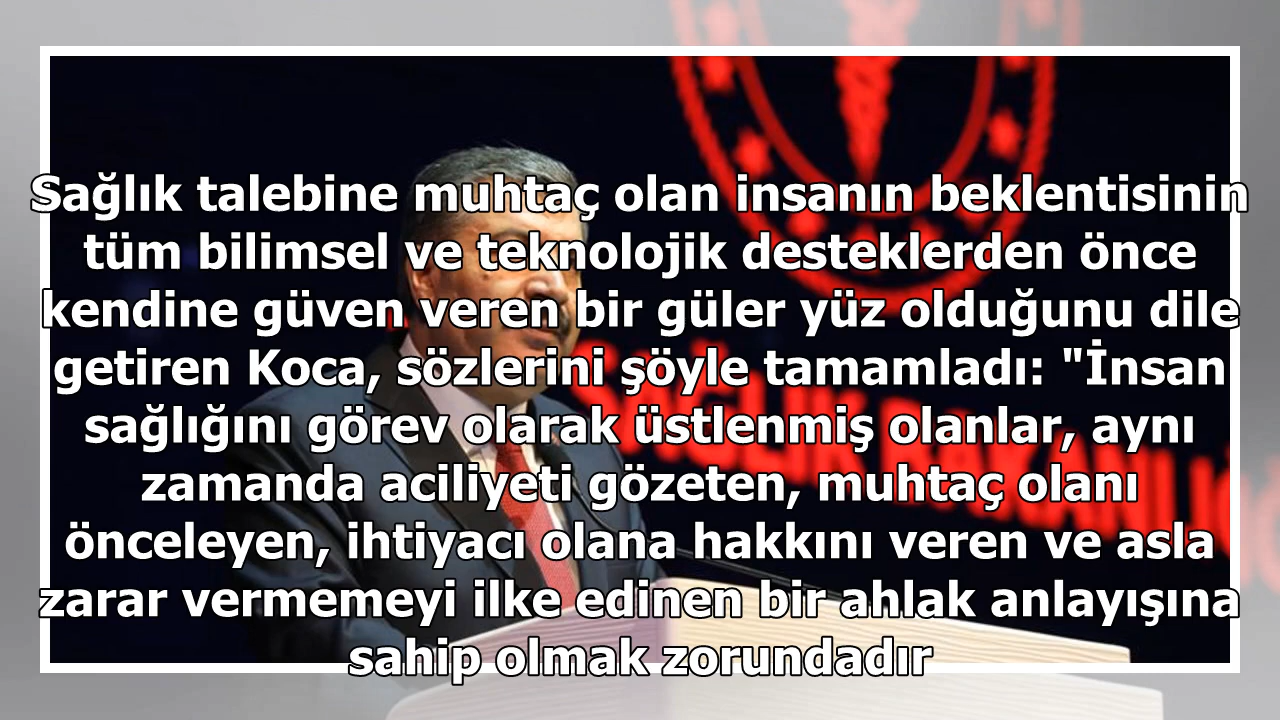 Sağlık talebine muhtaç olan insanın beklentisinin
tüm bilimsel ve teknolojik desteklerden önce
kendine güven veren bir güler yüz olduğunu dile
getiren Koca, sözlerini şöyle tamamladı: "İnsan
sağlığını görev olarak üstlenmiş olanlar, aynı
zamanda aciliyeti gözeten, muhtaç olanı
önceleyen, ihtiyacı olana hakkını veren ve asla
zarar vermemeyi ilke edinen bir ahlak anlayışına
sahip olmak zorundadır